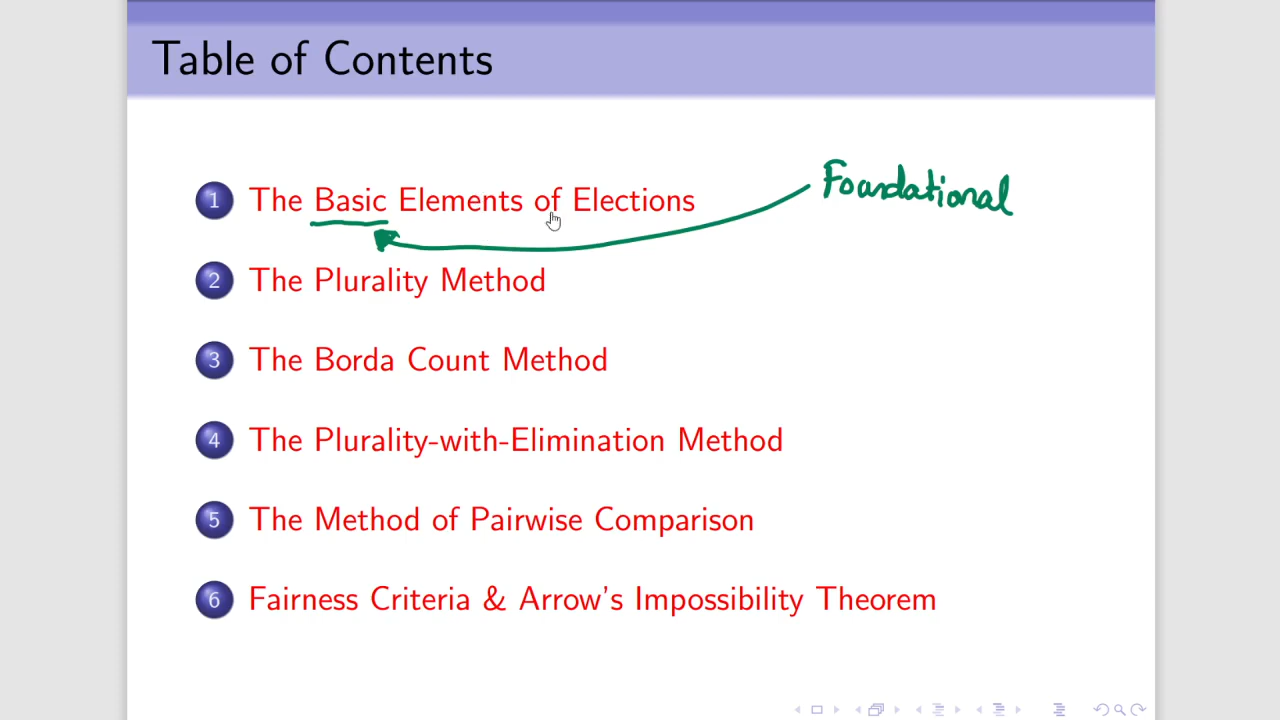 Table of Contents
Foundational
1 The Basic Elements of Elections
2 The Plurality Method
3 The Borda Count Method
4 The Plurality-with-Elimination Method
5 The Method of Pairwise Comparison
6 Fairness Criteria & Arrow's Impossibility Theorem